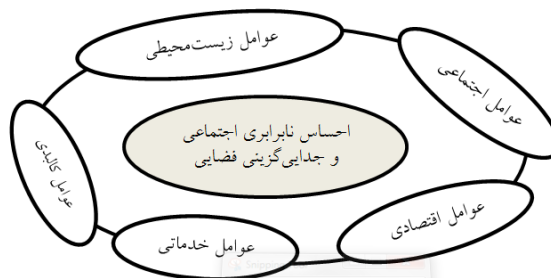 عوامل زیست‌محیطی
عوامل اجتماعی
احساس نابرابری اجتماعی
و جدایی‌گزینی فضایی
عوامل کالبدی
عوامل اقتصادی
عوامل خدماتی